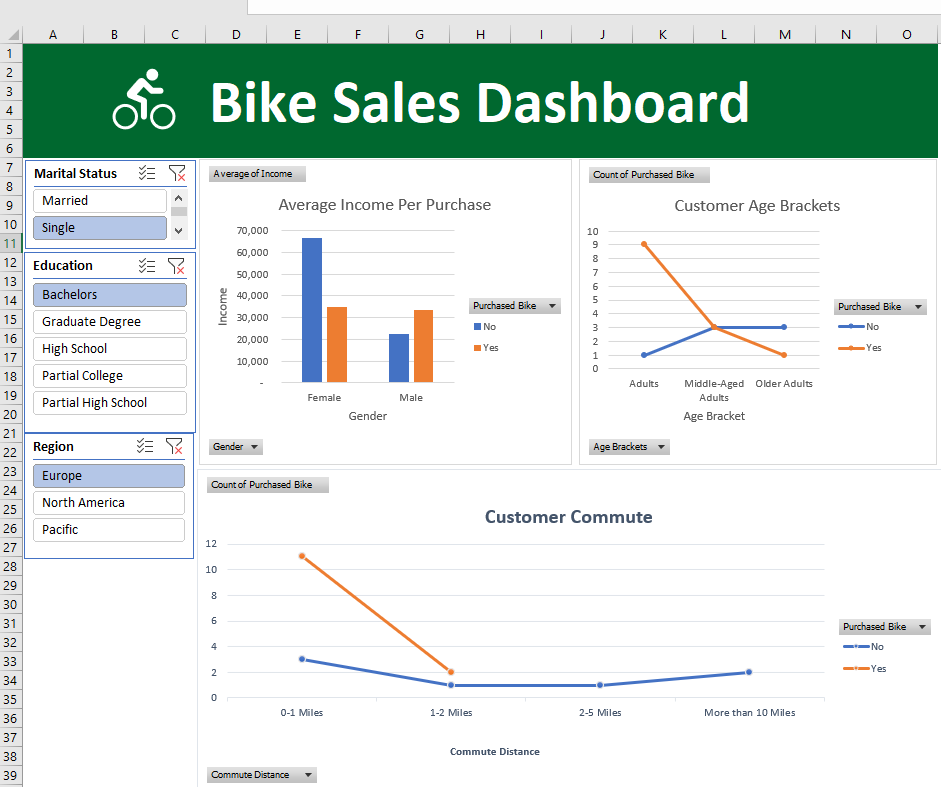 A B C D E F G H I J K L M N O
1
2
3
4
5
6
7
8
9
10
11
12
13
14
15
16
17
18
19
20
21
22
23
24
25
26
27
28
29
30
31
32
33
34
35
36
37
38
39
Bike Sales Dashboard
Marital Status
Married
Single
Education
Bachelors
Graduate Degree
High School
Partial College
Partial High School
Region
Europe
North America
Pacific
Average of Income
Average Income Per Purchase
70,000
60,000
50,000
40,000
30,000
20,000
10,000
-
Income
Female Male
Gender
Purchased Bike
No
Yes
Gender
Count of Purchased Bike
Customer Age Brackets
10
9
8
7
6
5
4
3
2
1
0
Adults Middle-Aged Older Adults
Adults
Age Bracket
Purchased Bike
No
Yes
Age Brackets
Count of Purchased Bike
Customer Commute
12
10
8
6
4
2
0
0-1 Miles 1-2 Miles 2-5 Miles More than 10 Miles
Commute Distance
Purchased Bike
No
Yes
Commute Distance